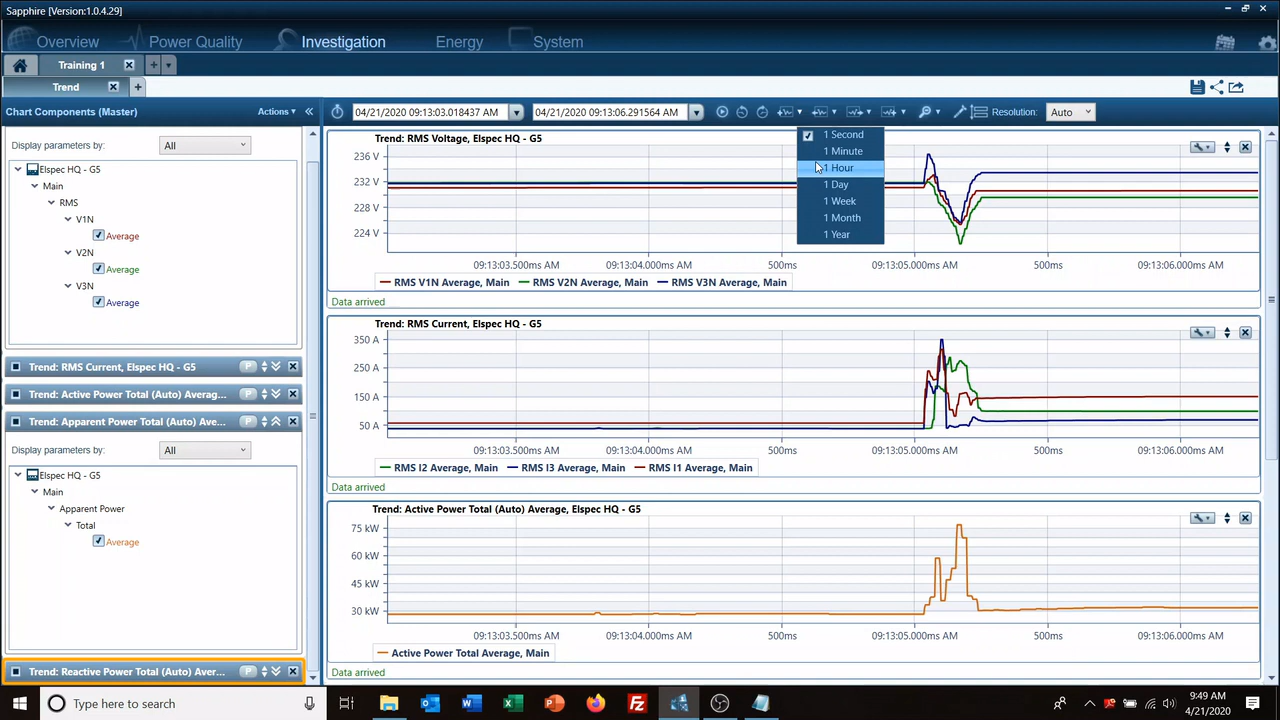 Sapphire [Version:1.0.4.29]
Overview
Power Quality
Investigation
Energy
System
Training 1
Trend
Chart Components (Master)
Actions
04/21/2020 09:13:03.018437 AM
04/21/2020 09:13:06.291564 AM
Resolution:
Auto
Display parameters by:
All
Elspec HQ - G5
Main
RMS
V1N
Average
V2N
Average
V3N
Average
Trend: RMS Current, Elspec HQ - G5
P
Trend: Active Power Total (Auto) Averag...
P
Trend: Apparent Power Total (Auto) Ave...
P
Display parameters by:
All
Elspec HQ - G5
Main
Apparent Power
Total
Average
Trend: Reactive Power Total (Auto) Aver...
P
1 Second
1 Minute
1 Hour
1 Day
1 Week
1 Month
1 Year
Trend: RMS Voltage, Elspec HQ - G5
236 V
232 V
228 V
224 V
09:13:03.500ms AM
09:13:04.000ms AM
500ms
09:13:05.000ms AM
500ms
09:13:06.000ms AM
RMS V1N Average, Main
RMS V2N Average, Main
RMS V3N Average, Main
Data arrived
Trend: RMS Current, Elspec HQ - G5
350 A
250 A
150 A
50 A
09:13:03.500ms AM
09:13:04.000ms AM
500ms
09:13:05.000ms AM
500ms
09:13:06.000ms AM
RMS I2 Average, Main
RMS I3 Average, Main
RMS I1 Average, Main
Data arrived
Trend: Active Power Total (Auto) Average, Elspec HQ - G5
75 kW
60 kW
45 kW
30 kW
09:13:03.500ms AM
09:13:04.000ms AM
500ms
09:13:05.000ms AM
500ms
09:13:06.000ms AM
Active Power Total Average, Main
Data arrived
Type here to search
9:49 AM
4/21/2020